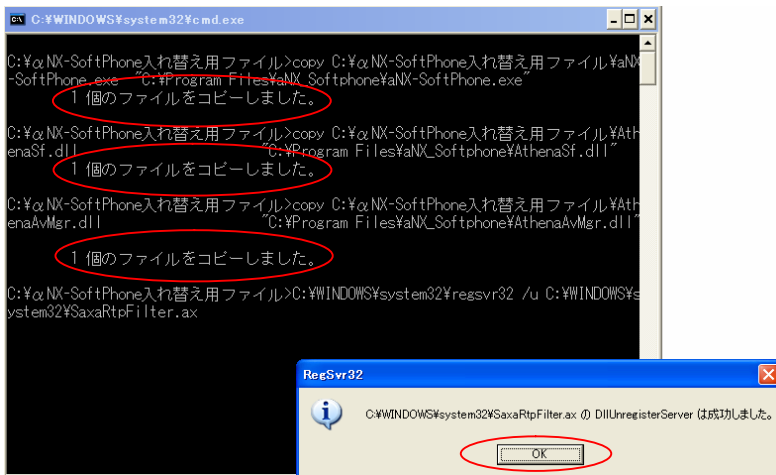 C:¥WINDOWS¥system32¥cmd.exe
C:¥αNX-SoftPhone入れ替え用ファイル>copy C:¥αNX-SoftPhone入れ替え用ファイル¥aNX
-SoftPhone.exe "C:¥Program Files¥aNX_Softphone¥aNX-SoftPhone.exe"
1 個のファイルをコピーしました。
C:¥αNX-SoftPhone入れ替え用ファイル>copy C:¥αNX-SoftPhone入れ替え用ファイル¥Ath
enaSf.dll "C:¥Program Files¥aNX_Softphone¥AthenaSf.dll"
1 個のファイルをコピーしました。
C:¥αNX-SoftPhone入れ替え用ファイル>copy C:¥αNX-SoftPhone入れ替え用ファイル¥Ath
enaAvMgr.dll "C:¥Program Files¥aNX_Softphone¥AthenaAvMgr.dll"
1 個のファイルをコピーしました。
C:¥αNX-SoftPhone入れ替え用ファイル>C:¥WINDOWS¥system32¥regsvr32 /u C:¥WINDOWS¥s
ystem32¥SaxaRtpFilter.ax
RegSvr32
C:¥WINDOWS¥system32¥SaxaRtpFilter.ax の DllUnregisterServer は成功しました。
OK